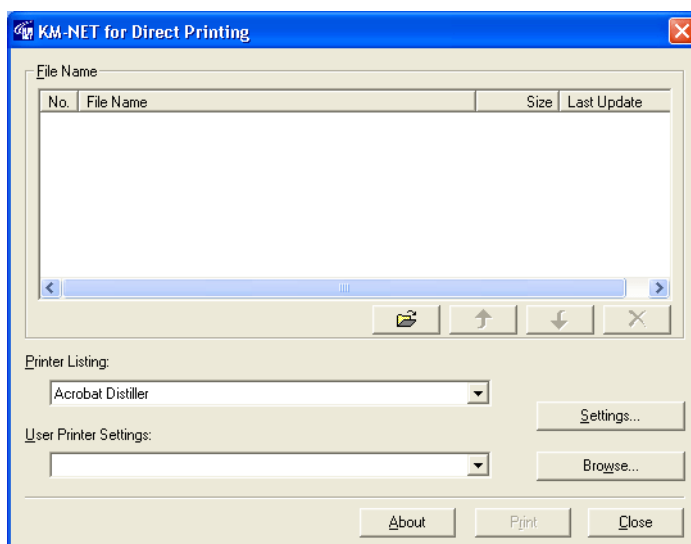 KM-NET for Direct Printing
File Name
No. File Name Size Last Update
Printer Listing:
Acrobat Distiller
Settings...
User Printer Settings:
Browse...
About Print Close